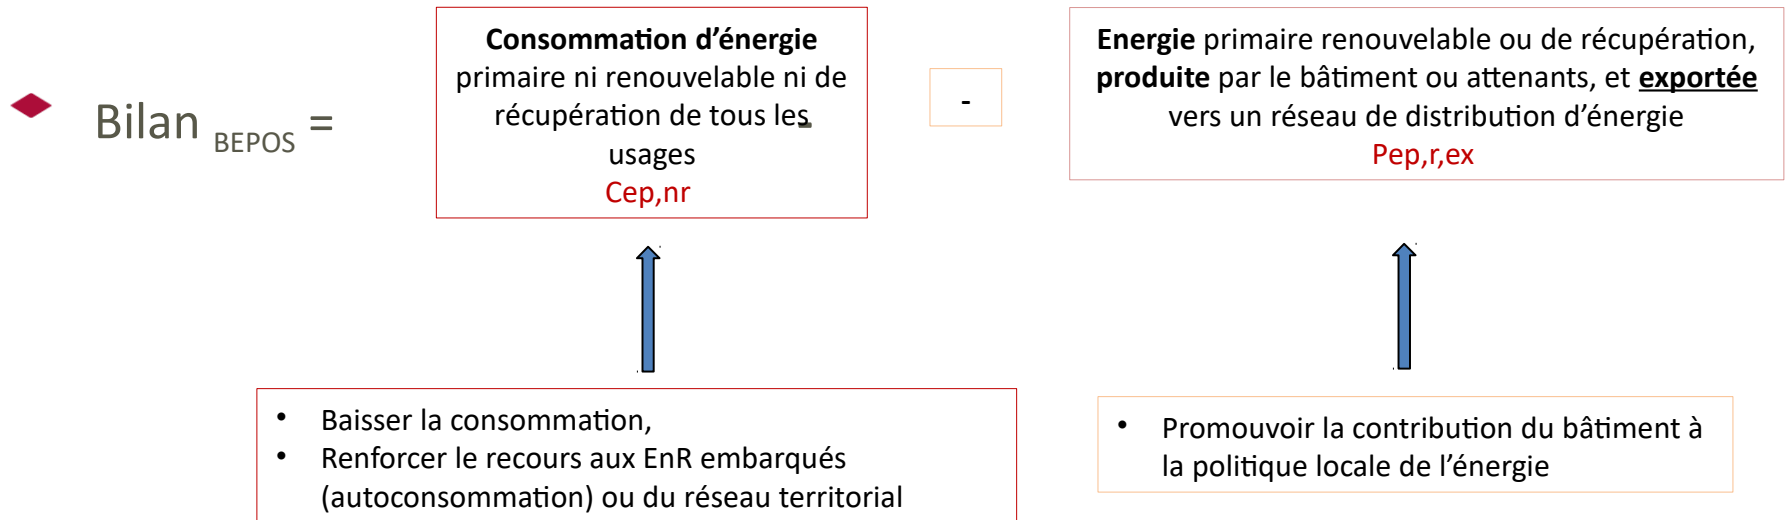 Bilan BEPOS =
Consommation d’énergie
primaire ni renouvelable ni de
récupération de tous les
usages
Cep,nr
-
Energie primaire renouvelable ou de récupération,
produite par le bâtiment ou attenants, et exportée
vers un réseau de distribution d’énergie
Pep,r,ex
• Baisser la consommation,
• Renforcer le recours aux EnR embarqués
(autoconsommation) ou du réseau territorial
• Promouvoir la contribution du bâtiment à
la politique locale de l’énergie